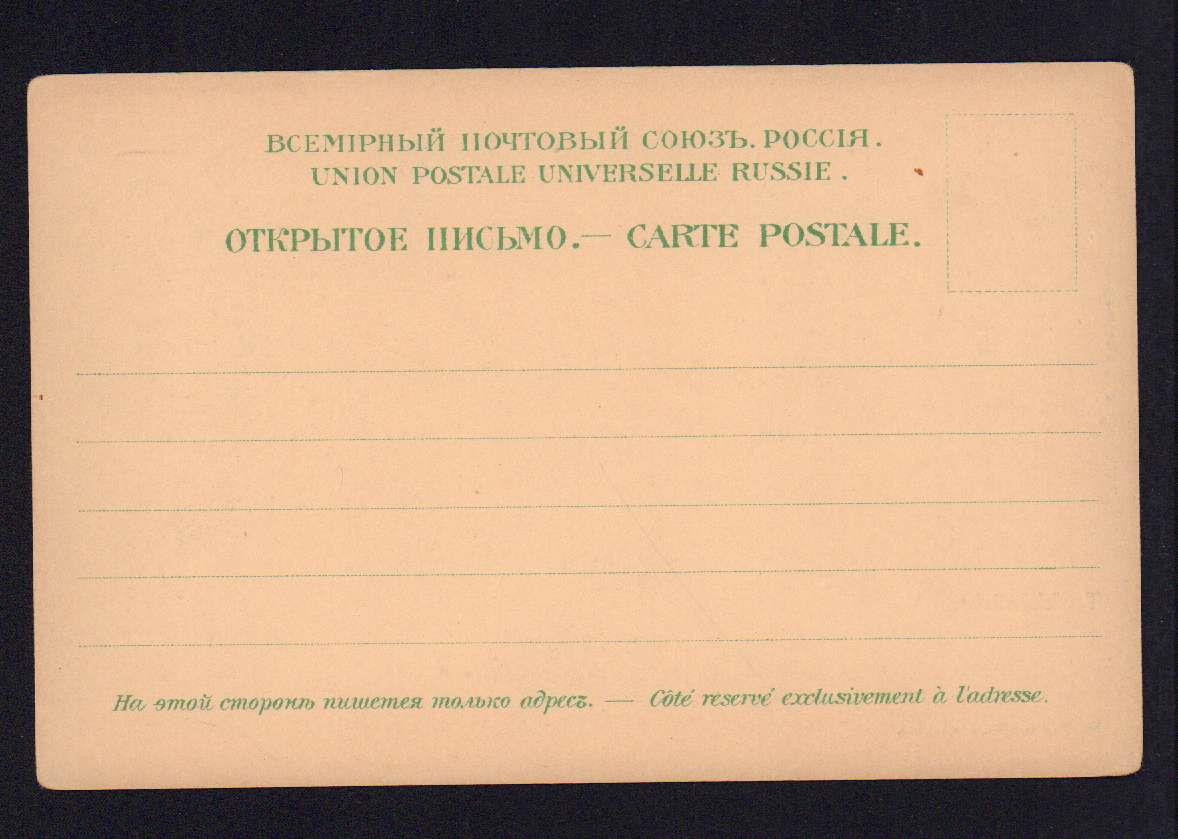 ВСЕМІРНЫЙ ПОЧТОВЫЙ СОЮЗЪ. РОССІЯ.
UNION POSTALE UNIVERSELLE RUSSIE.
ОТКРЫТОЕ ПИСЬМО.— CARTE POSTALE.
На этой сторонѣ пишется только адресъ. — Côté reservé exclusivement à l'adresse.